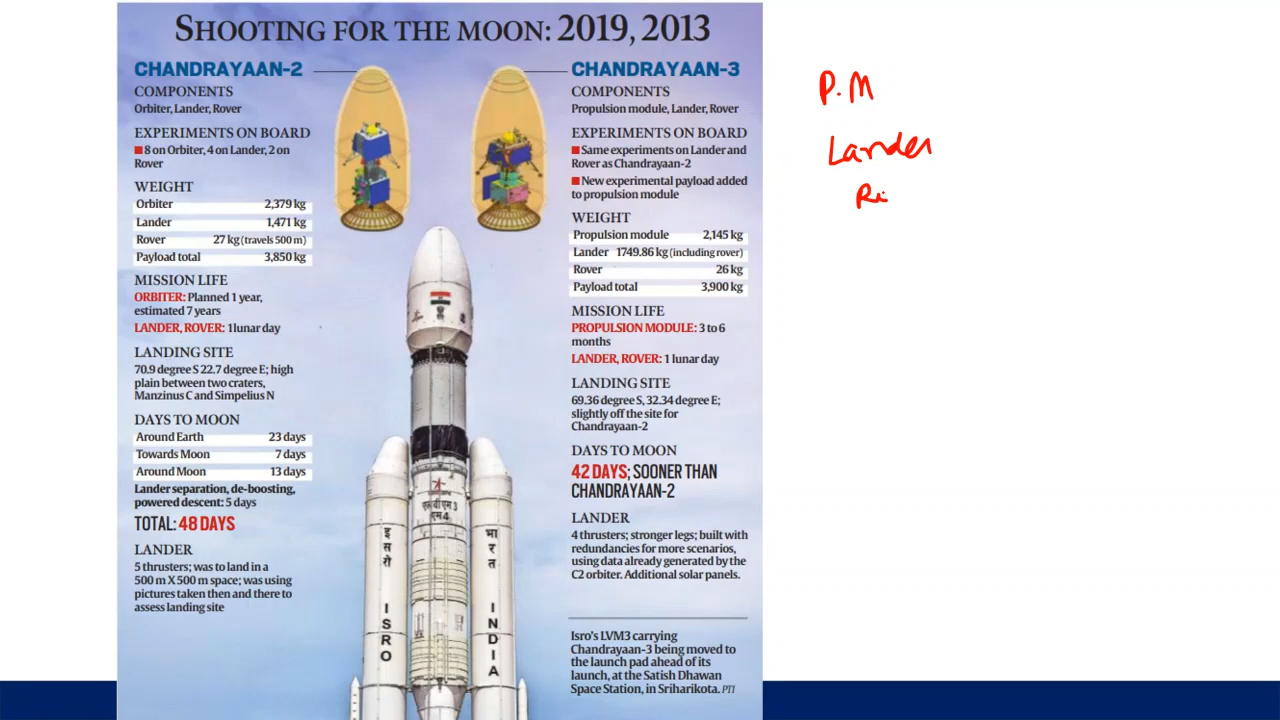 SHOOTING FOR THE MOON: 2019, 2013
CHANDRAYAAN-2
COMPONENTS
Orbiter, Lander, Rover
EXPERIMENTS ON BOARD
8 on Orbiter, 4 on Lander, 2 on
Rover
WEIGHT
Orbiter 2,379 kg
Lander 1,471 kg
Rover 27 kg (travels 500 m)
Payload total 3,850 kg
MISSION LIFE
ORBITER: Planned 1 year,
estimated 7 years
LANDER, ROVER: 1 lunar day
LANDING SITE
70.9 degree S 22.7 degree E; high
plain between two craters,
Manzinus C and Simpelius N
DAYS TO MOON
Around Earth 23 days
Towards Moon 7 days
Around Moon 13 days
Lander separation, de-boosting,
powered descent: 5 days
TOTAL: 48 DAYS
LANDER
5 thrusters; was to land in a
500 m X 500 m space; was using
pictures taken then and there to
assess landing site
एलवीएम 3
एम 4
इसरो
ISRO
भारत
INDIA
CHANDRAYAAN-3
COMPONENTS
Propulsion module, Lander, Rover
EXPERIMENTS ON BOARD
Same experiments on Lander and
Rover as Chandrayaan-2
New experimental payload added
to propulsion module
WEIGHT
Propulsion module 2,145 kg
Lander 1749.86 kg (including rover)
Rover 26 kg
Payload total 3,900 kg
MISSION LIFE
PROPULSION MODULE: 3 to 6
months
LANDER, ROVER: 1 lunar day
LANDING SITE
69.36 degree S, 32.34 degree E;
slightly off the site for
Chandrayaan-2
DAYS TO MOON
42 DAYS; SOONER THAN
CHANDRAYAAN-2
LANDER
4 thrusters; stronger legs; built with
redundancies for more scenarios,
using data already generated by the
C2 orbiter. Additional solar panels.
Isro's LVM3 carrying
Chandrayaan-3 being moved to
the launch pad ahead of its
launch, at the Satish Dhawan
Space Station, in Sriharikota. PTI
P.M
Lander